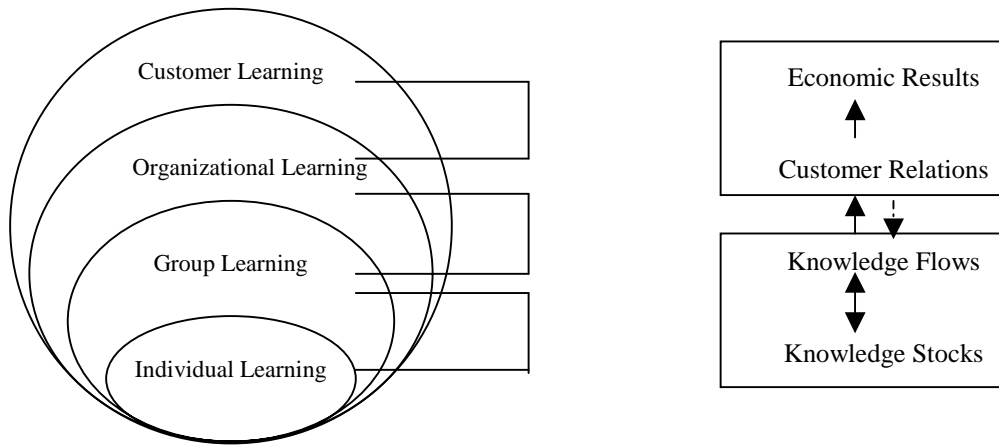 Customer Learning
Organizational Learning
Group Learning
Individual Learning
Economic Results
Customer Relations
Knowledge Flows
Knowledge Stocks